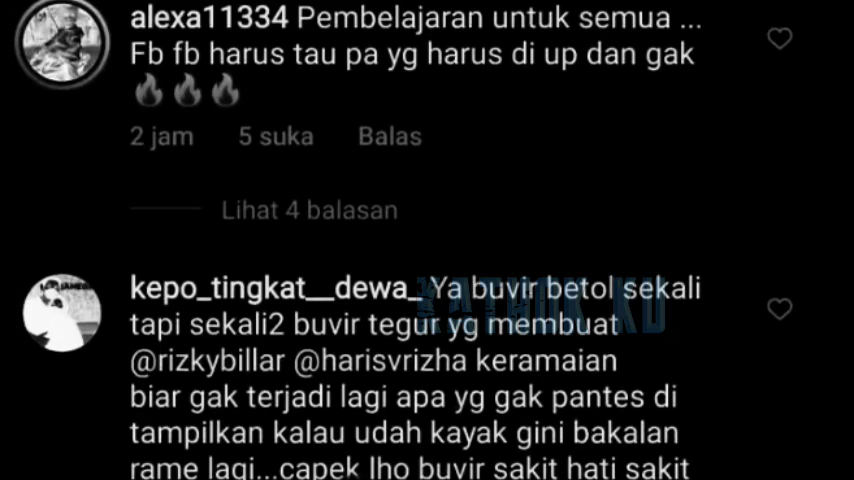 alexa11334 Pembelajaran untuk semua ...
Fb fb harus tau pa yg harus di up dan gak
🔥🔥🔥
2 jam 5 suka Balas
Lihat 4 balasan
kepo_tingkat__dewa_ Ya buvir betol sekali
tapi sekali2 buvir tegur yg membuat
@rizkybillar @harisvrizha keramaian
biar gak terjadi lagi apa yg gak pantes di
tampilkan kalau udah kayak gini bakalan
rame lagi...capek lho buvir sakit hati sakit